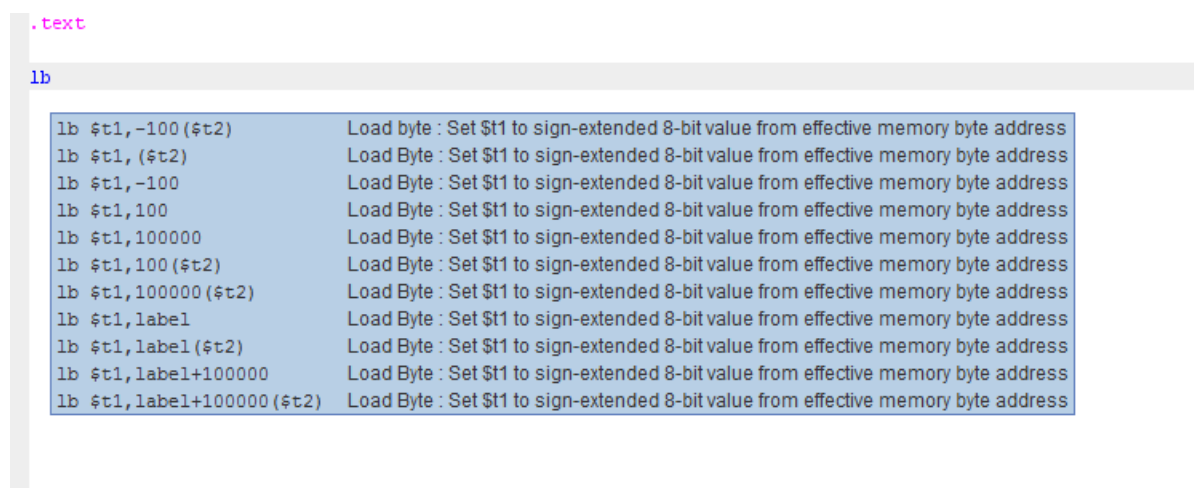 .text
lb
lb $t1,-100($t2) Load byte : Set $t1 to sign-extended 8-bit value from effective memory byte address
lb $t1,($t2) Load Byte : Set $t1 to sign-extended 8-bit value from effective memory byte address
lb $t1,-100 Load Byte : Set $t1 to sign-extended 8-bit value from effective memory byte address
lb $t1,100 Load Byte : Set $t1 to sign-extended 8-bit value from effective memory byte address
lb $t1,100000 Load Byte : Set $t1 to sign-extended 8-bit value from effective memory byte address
lb $t1,100($t2) Load Byte : Set $t1 to sign-extended 8-bit value from effective memory byte address
lb $t1,100000($t2) Load Byte : Set $t1 to sign-extended 8-bit value from effective memory byte address
lb $t1,label Load Byte : Set $t1 to sign-extended 8-bit value from effective memory byte address
lb $t1,label($t2) Load Byte : Set $t1 to sign-extended 8-bit value from effective memory byte address
lb $t1,label+100000 Load Byte : Set $t1 to sign-extended 8-bit value from effective memory byte address
lb $t1,label+100000($t2) Load Byte : Set $t1 to sign-extended 8-bit value from effective memory byte address